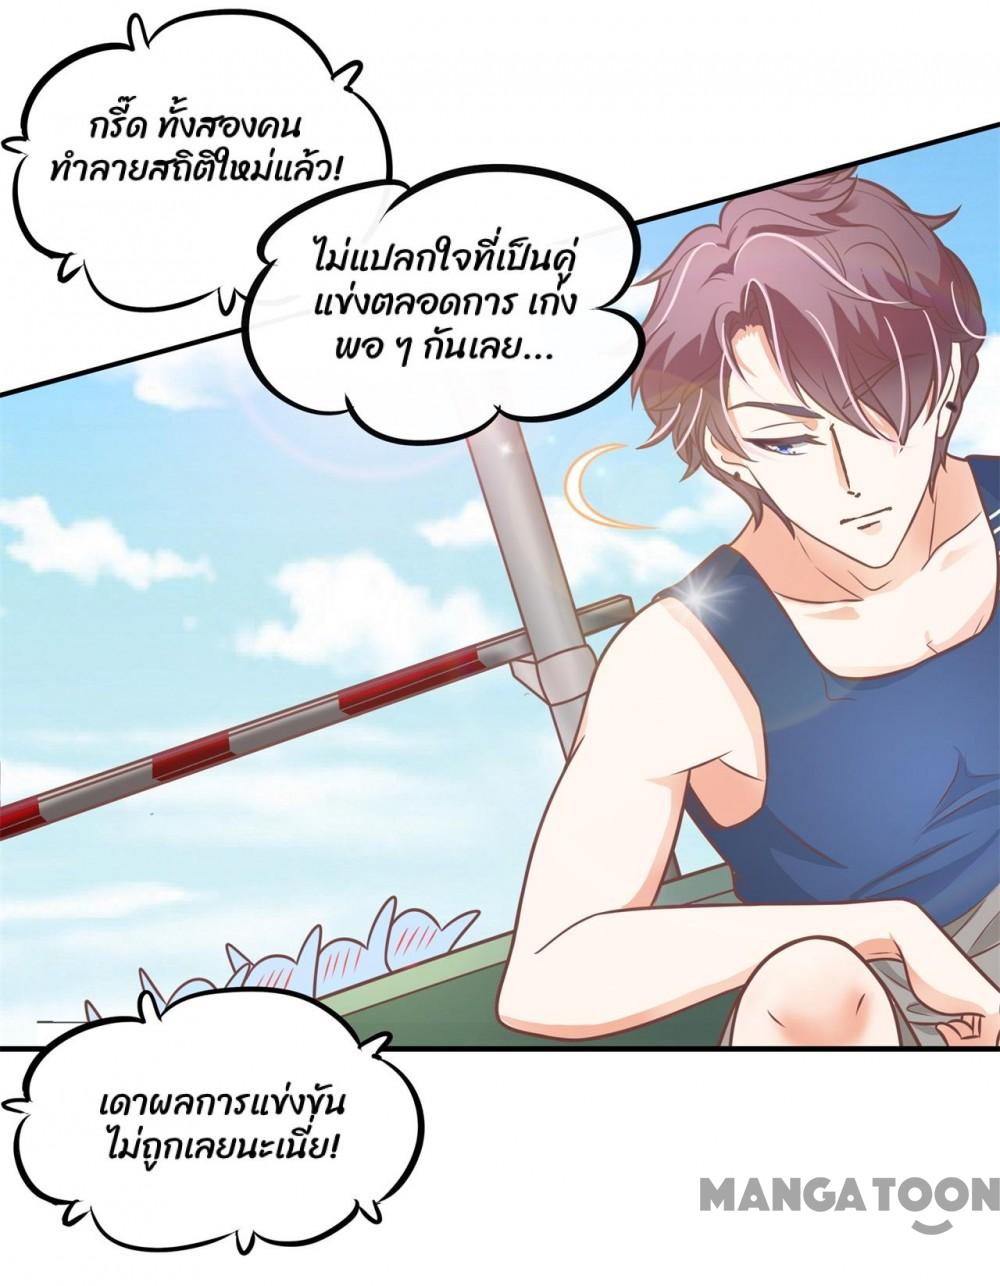 กรี๊ด ทั้งสองคน
ทำลายสถิติใหม่แล้ว!
ไม่แปลกใจที่เป็นคู่
แข่งตลอดการ เก่ง
พอ ๆ กันเลย...
เดาผลการแข่งขัน
ไม่ถูกเลยนะเนี่ย!
MANGATOON